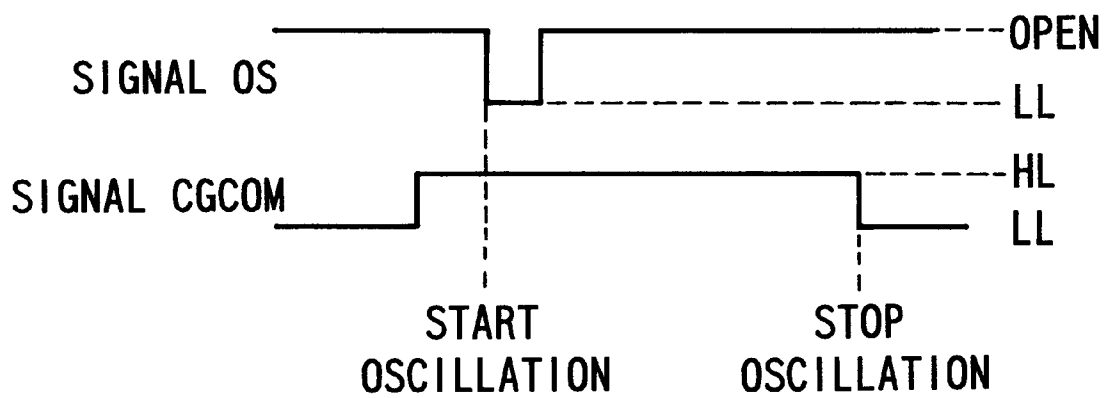 OPEN
SIGNAL OS
LL
SIGNAL CGCOM
HL
LL
START
OSCILLATION
STOP
OSCILLATION